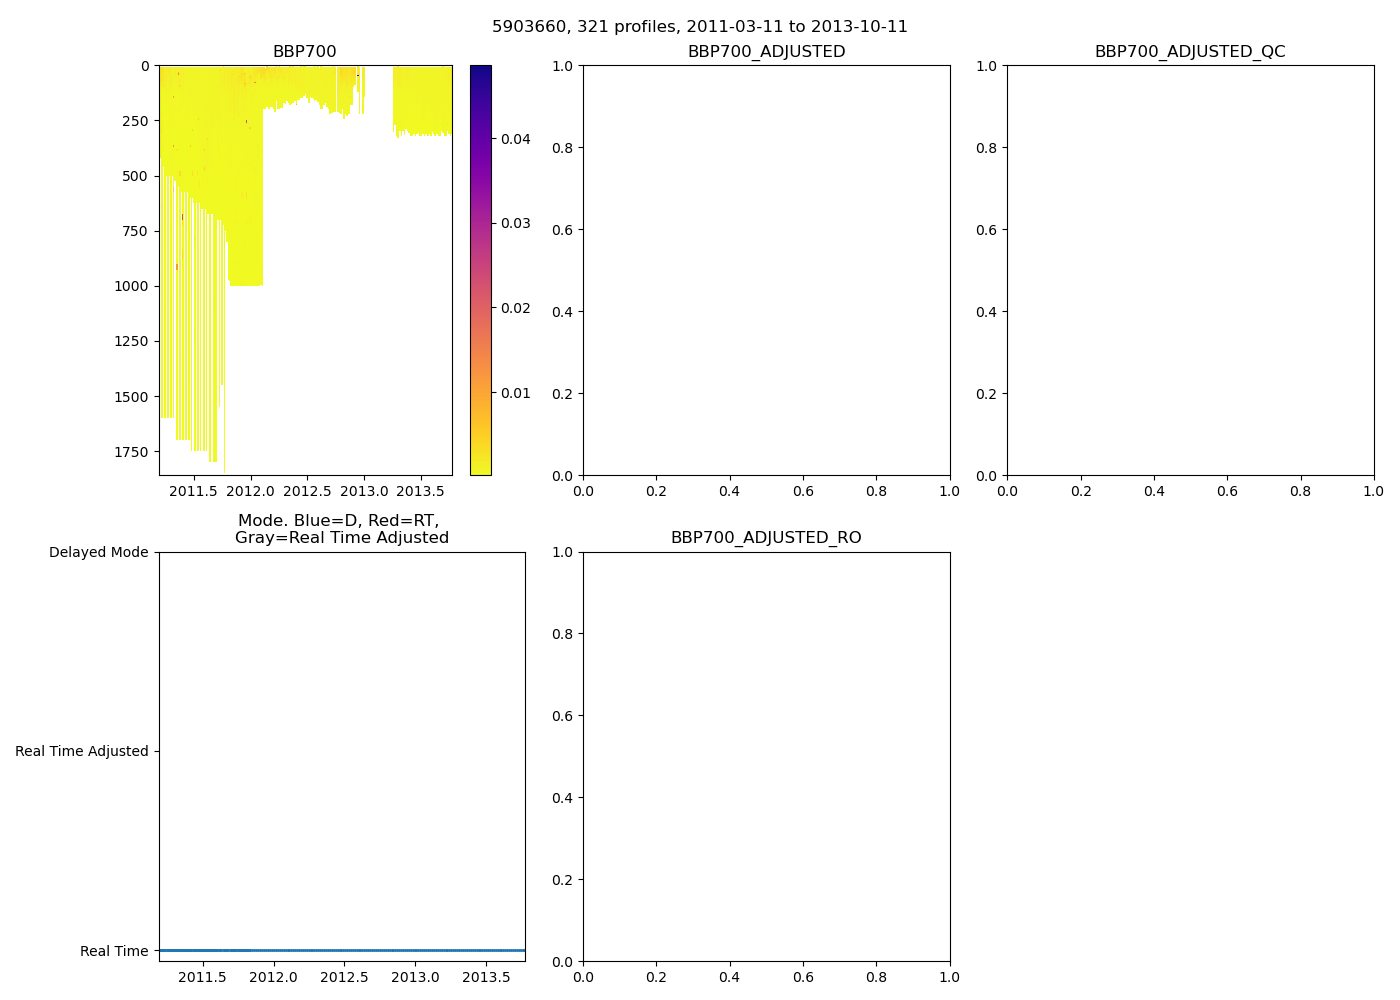 5903660, 321 profiles, 2011-03-11 to 2013-10-11
BBP700
0
250
500
750
1000
1250
1500
1750
2011.5 2012.0 2012.5 2013.0 2013.5
0.04
0.03
0.02
0.01
BBP700_ADJUSTED
1.0
0.8
0.6
0.4
0.2
0.0
0.0 0.2 0.4 0.6 0.8 1.0
BBP700_ADJUSTED_QC
1.0
0.8
0.6
0.4
0.2
0.0
0.0 0.2 0.4 0.6 0.8 1.0
Mode. Blue=D, Red=RT,
Gray=Real Time Adjusted
Delayed Mode
Real Time Adjusted
Real Time
2011.5 2012.0 2012.5 2013.0 2013.5
BBP700_ADJUSTED_RO
1.0
0.8
0.6
0.4
0.2
0.0
0.0 0.2 0.4 0.6 0.8 1.0